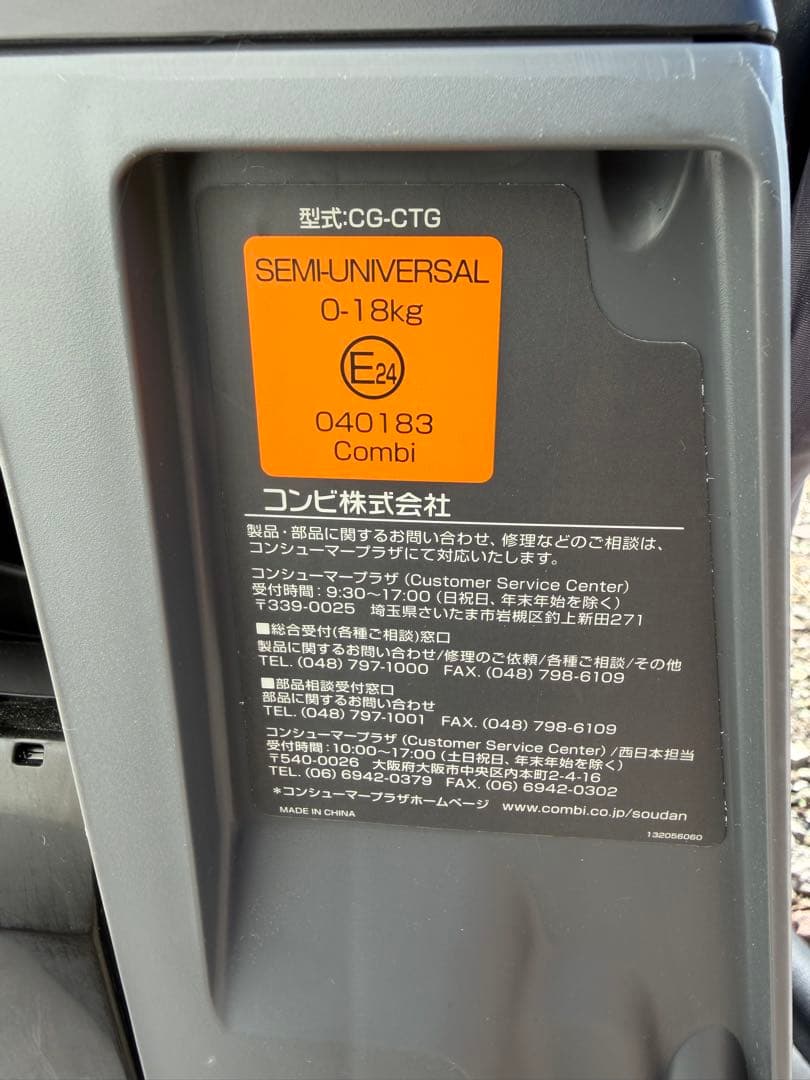 型式:CG-CTG
SEMI-UNIVERSAL
0-18kg
E24
040183
Combi
コンビ株式会社
製品・部品に関するお問い合わせ、修理などのご相談は、
コンシューマープラザにて対応いたします。
コンシューマープラザ (Customer Service Center)
受付時間:9:30〜17:00 (日祝日、年末年始を除く)
〒339-0025 埼玉県さいたま市岩槻区釣上新田271
■総合受付(各種ご相談)窓口
製品に関するお問い合わせ/修理のご依頼/各種ご相談/その他
TEL. (048) 797-1000 FAX. (048) 798-6109
■部品相談受付窓口
部品に関するお問い合わせ
TEL. (048) 797-1001 FAX. (048) 798-6109
コンシューマープラザ (Customer Service Center) /西日本担当
受付時間:10:00〜17:00 (土日祝日、年末年始を除く)
〒540-0026 大阪府大阪市中央区内本町2-4-16
TEL. (06) 6942-0379 FAX. (06) 6942-0302
*コンシューマープラザホームページ www.combi.co.jp/soudan
MADE IN CHINA
132056060